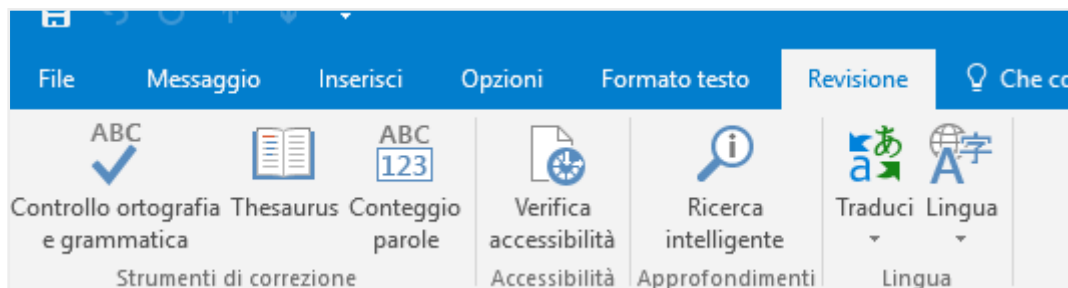 File Messaggio Inserisci Opzioni Formato testo Revisione Che co
ABC ABC
123
Controllo ortografia Thesaurus Conteggio Verifica Ricerca Traduci Lingua
e grammatica parole accessibilità intelligente
Strumenti di correzione Accessibilità Approfondimenti Lingua